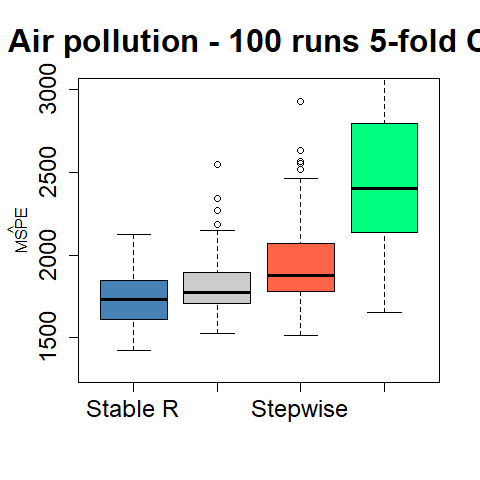 Air pollution - 100 runs 5-fold C
3000
2500
2000
1500
MSPE
Stable R
Stepwise